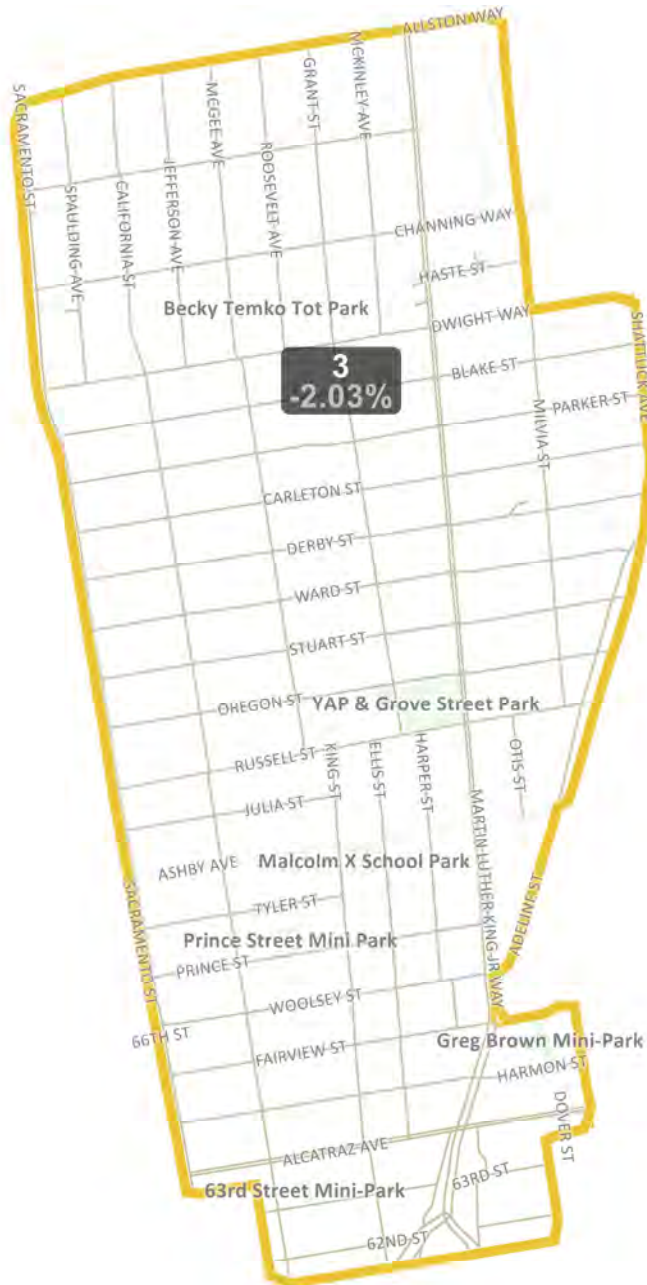 ALLSTON WAY
SACRAMENTO ST
SPAULDING AVE
CALIFORNIA ST
JEFFERSON AVE
MCGEE AVE
ROOSEVELT AVE
GRANT ST
MCKINLEY AVE
CHANNING WAY
HASTE ST
Becky Temko Tot Park
DWIGHT WAY
SHATTUCK AVE
3
-2.03%
BLAKE ST
PARKER ST
MILVIA ST
CARLETON ST
DERBY ST
WARD ST
STUART ST
OREGON ST
YAP & Grove Street Park
RUSSELL ST
KING ST
ELLIS ST
HARPER ST
OTIS ST
JULIA ST
MARTIN LUTHER KING JR WAY
ASHBY AVE
Malcolm X School Park
TYLER ST
ADELINE ST
SACRAMENTO ST
Prince Street Mini Park
PRINCE ST
WOOLSEY ST
66TH ST
Greg Brown Mini-Park
FAIRVIEW ST
HARMON ST
DOVER ST
ALCATRAZ AVE
63rd Street Mini-Park
63RD ST
62ND ST